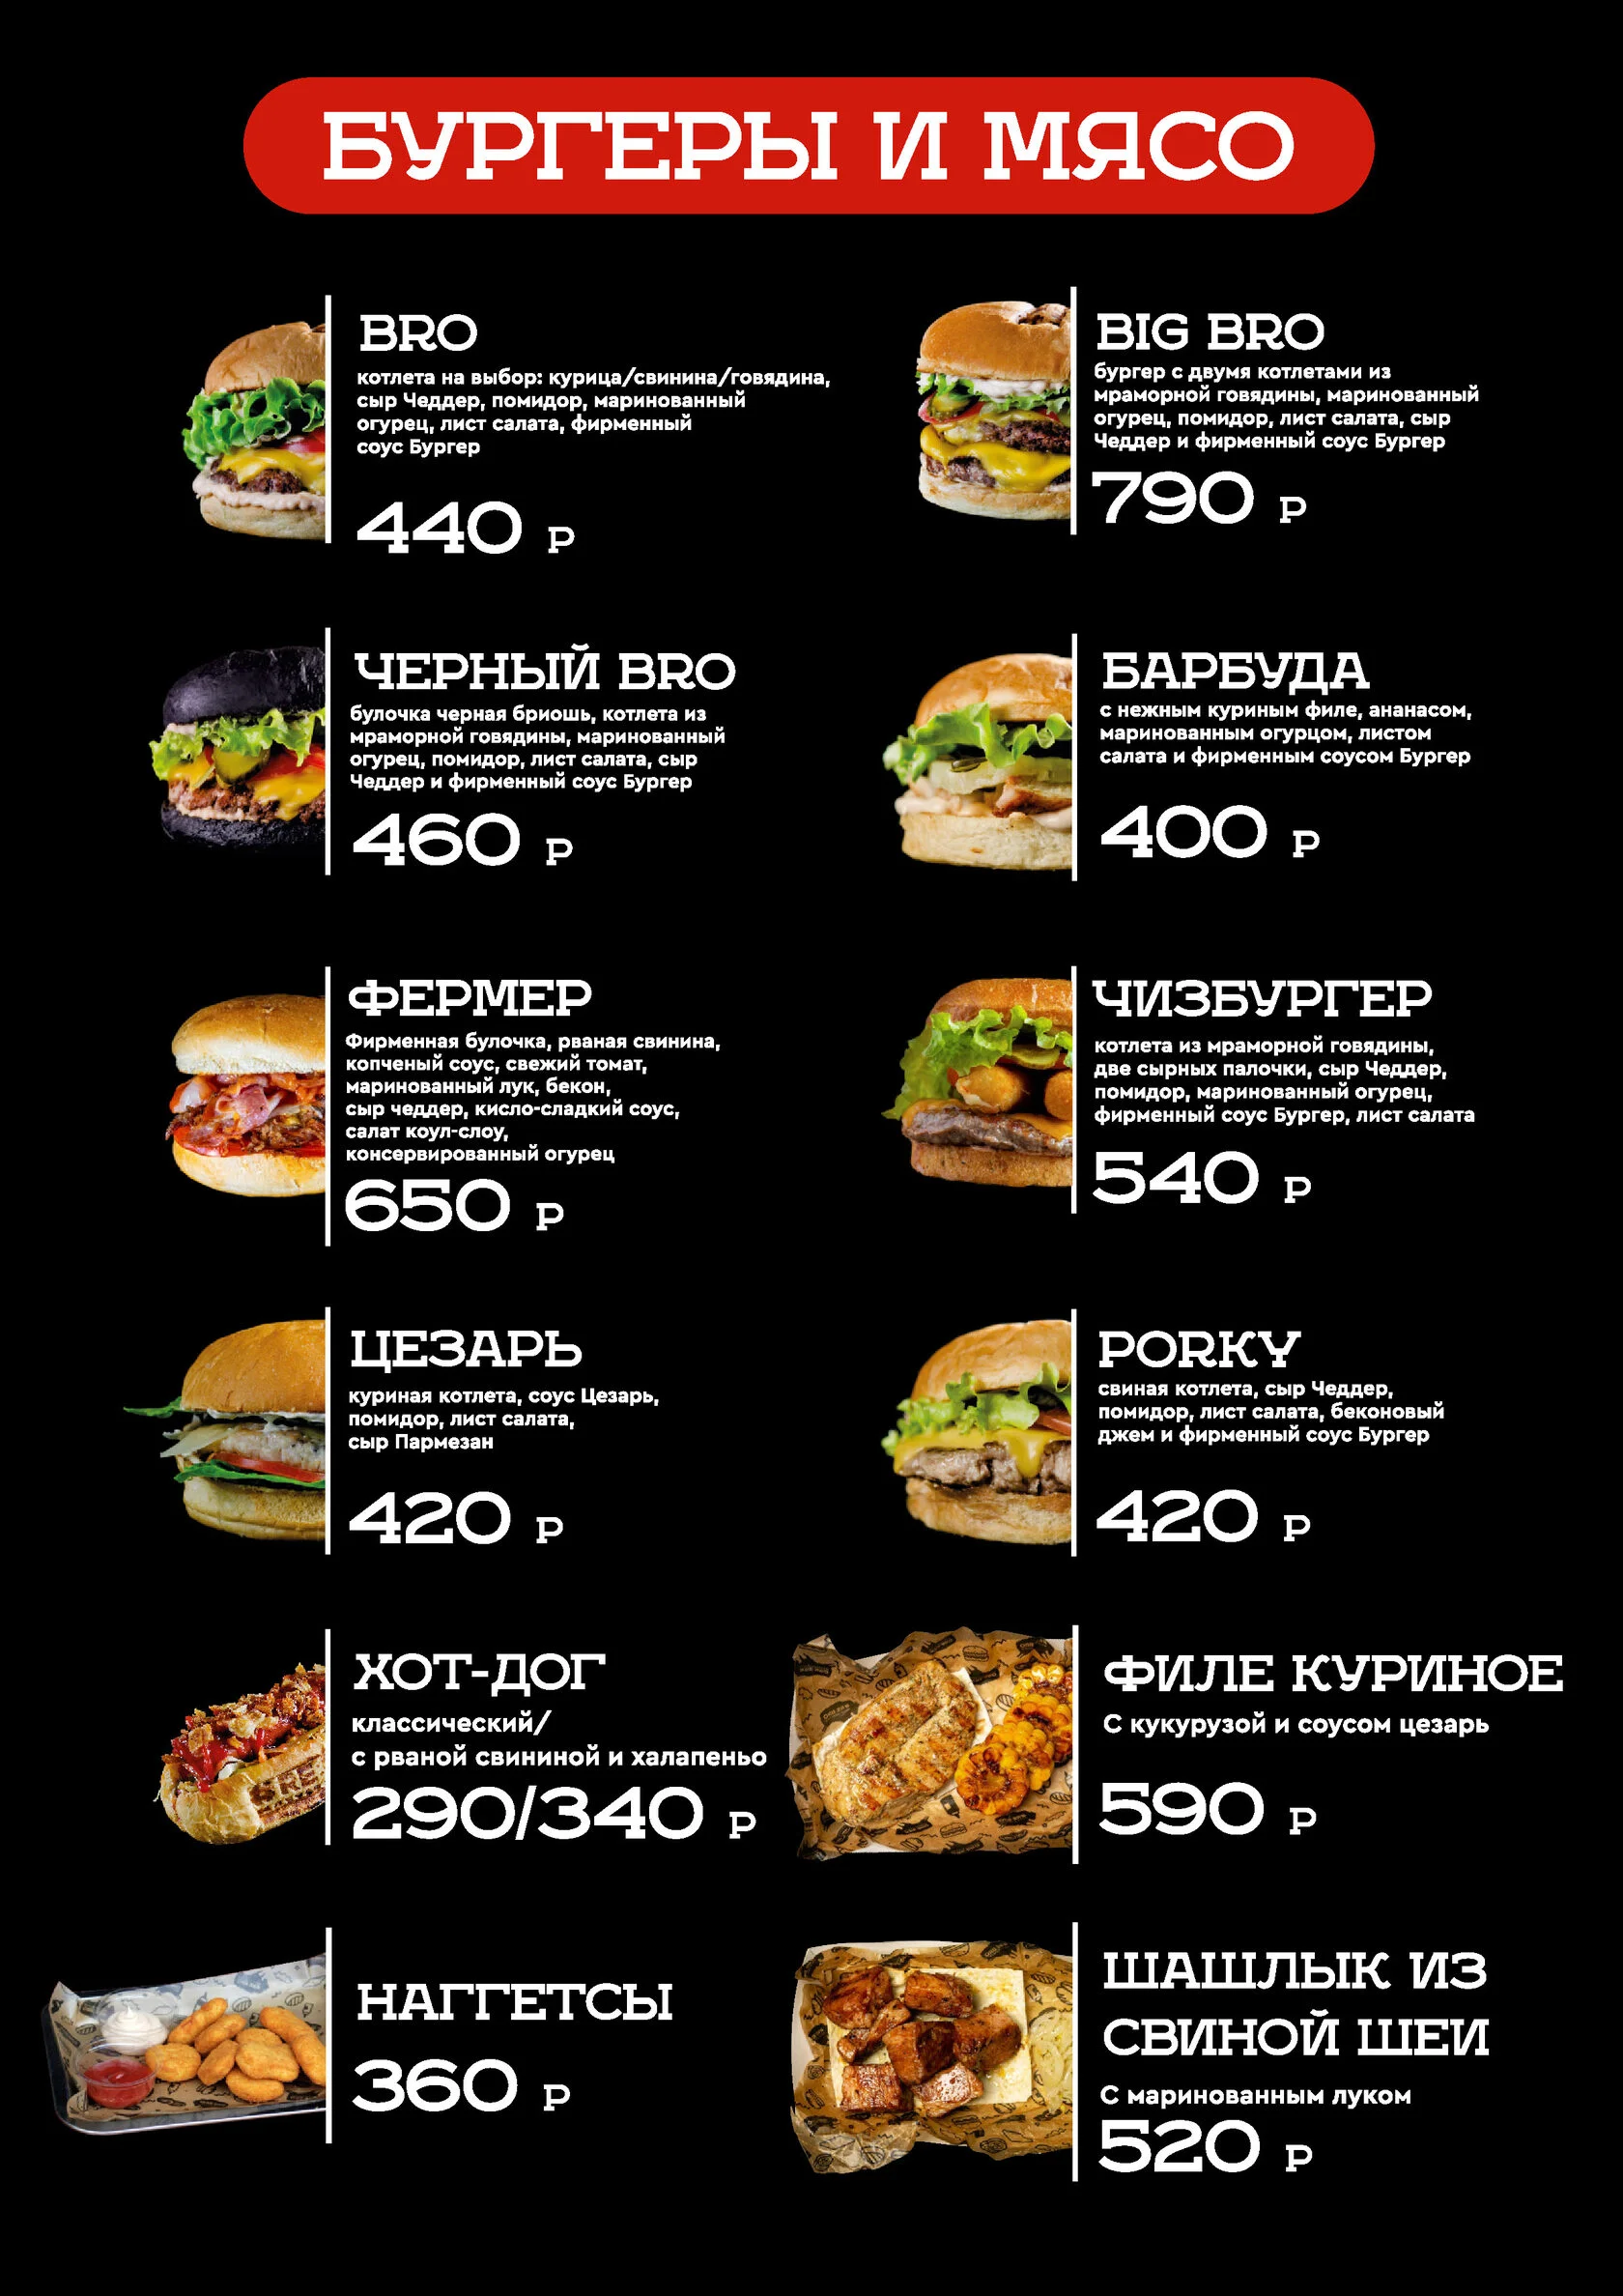 БУРГЕРЫ И МЯСО
BRO
котлета на выбор: курица/свинина/говядина,
сыр Чеддер, помидор, маринованный
огурец, лист салата, фирменный
соус Бургер
440 Р
BIG BRO
бургер с двумя котлетами из
мраморной говядины, маринованный
огурец, помидор, лист салата, сыр
Чеддер и фирменный соус Бургер
790 Р
ЧЕРНЫЙ BRO
булочка черная бриошь, котлета из
мраморной говядины, маринованный
огурец, помидор, лист салата, сыр
Чеддер и фирменный соус Бургер
460 Р
БАРБУДА
с нежным куриным филе, ананасом,
маринованным огурцом, листом
салата и фирменным соусом Бургер
400 Р
ФЕРМЕР
Фирменная булочка, рваная свинина,
копченый соус, свежий томат,
маринованный лук, бекон,
сыр чеддер, кисло-сладкий соус,
салат коул-слоу,
консервированный огурец
650 Р
ЧИЗБУРГЕР
котлета из мраморной говядины,
две сырных палочки, сыр Чеддер,
помидор, маринованный огурец,
фирменный соус Бургер, лист салата
540 Р
ЦЕЗАРЬ
куриная котлета, соус Цезарь,
помидор, лист салата,
сыр Пармезан
420 Р
PORKY
свиная котлета, сыр Чеддер,
помидор, лист салата, беконовый
джем и фирменный соус Бургер
420 Р
ХОТ-ДОГ
классический/
с рваной свининой и халапеньо
290/340 Р
ФИЛЕ КУРИНОЕ
С кукурузой и соусом цезарь
590 Р
НАГГЕТСЫ
360 Р
ШАШЛЫК ИЗ
СВИНОЙ ШЕИ
С маринованным луком
520 Р